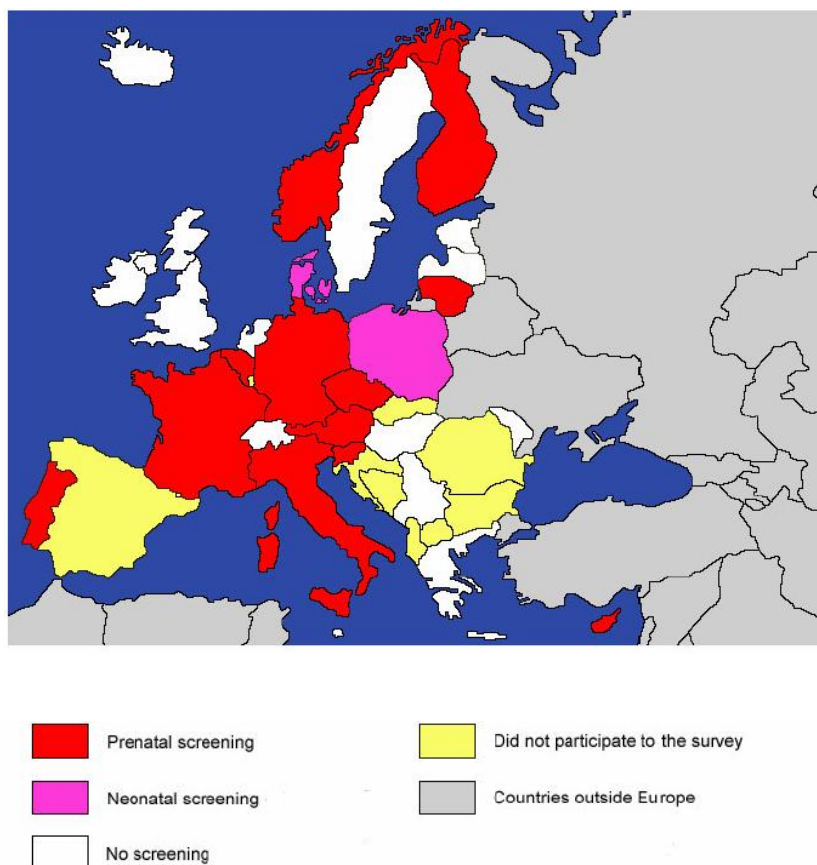 Prenatal screening
Did not participate to the survey
Neonatal screening
Countries outside Europe
No screening